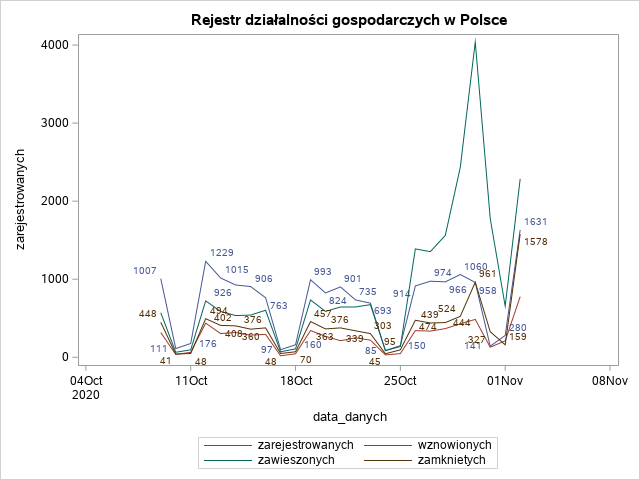 Rejestr działalności gospodarczych w Polsce
zarejestrowanych
4000
3000
2000
1000
0
1007 1229 1015 926 906 763 993 824 901 735 693 914 974 966 1060 958 1631
448 494 402 408 376 360 457 363 376 339 303 95 439 474 524 444 961 327 1578
111 176 97 160 85 150 141 280
41 48 48 70 45 159
04Oct 11Oct 18Oct 25Oct 01Nov 08Nov
2020
data_danych
zarejestrowanych wznowionych
zawieszonych zamknietych